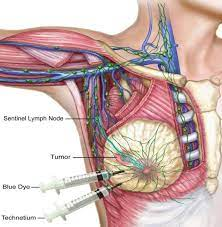 Sentinel Lymph Node
Tumor
Blue Dye
Technetium